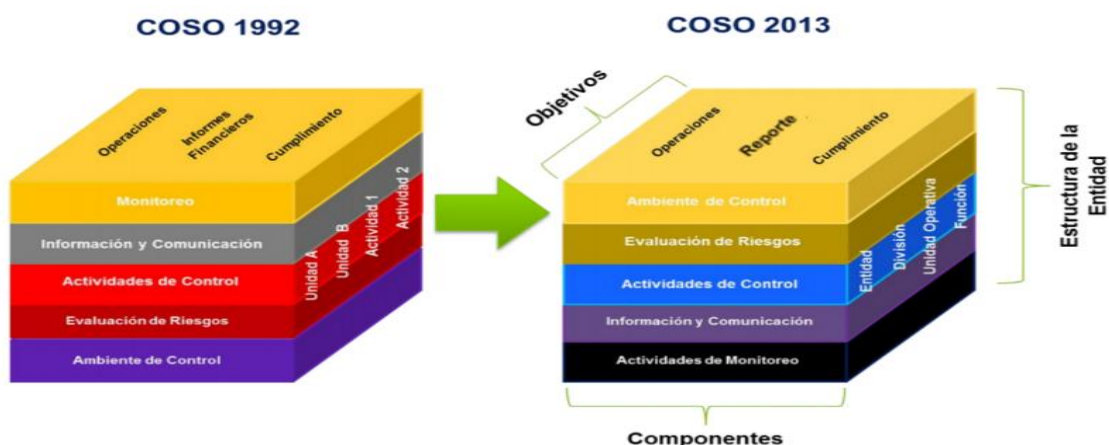 COSO 1992
Operaciones
Informes
Financieros
Cumplimiento
Monitoreo
Información y Comunicación
Actividades de Control
Evaluación de Riesgos
Ambiente de Control
Unidad A
Unidad B
Actividad 1
Actividad 2
COSO 2013
Objetivos
Operaciones
Reporte
Cumplimiento
Ambiente de Control
Evaluación de Riesgos
Actividades de Control
Información y Comunicación
Actividades de Monitoreo
Entidad
División
Unidad Operativa
Función
Estructura de la
Entidad
Componentes